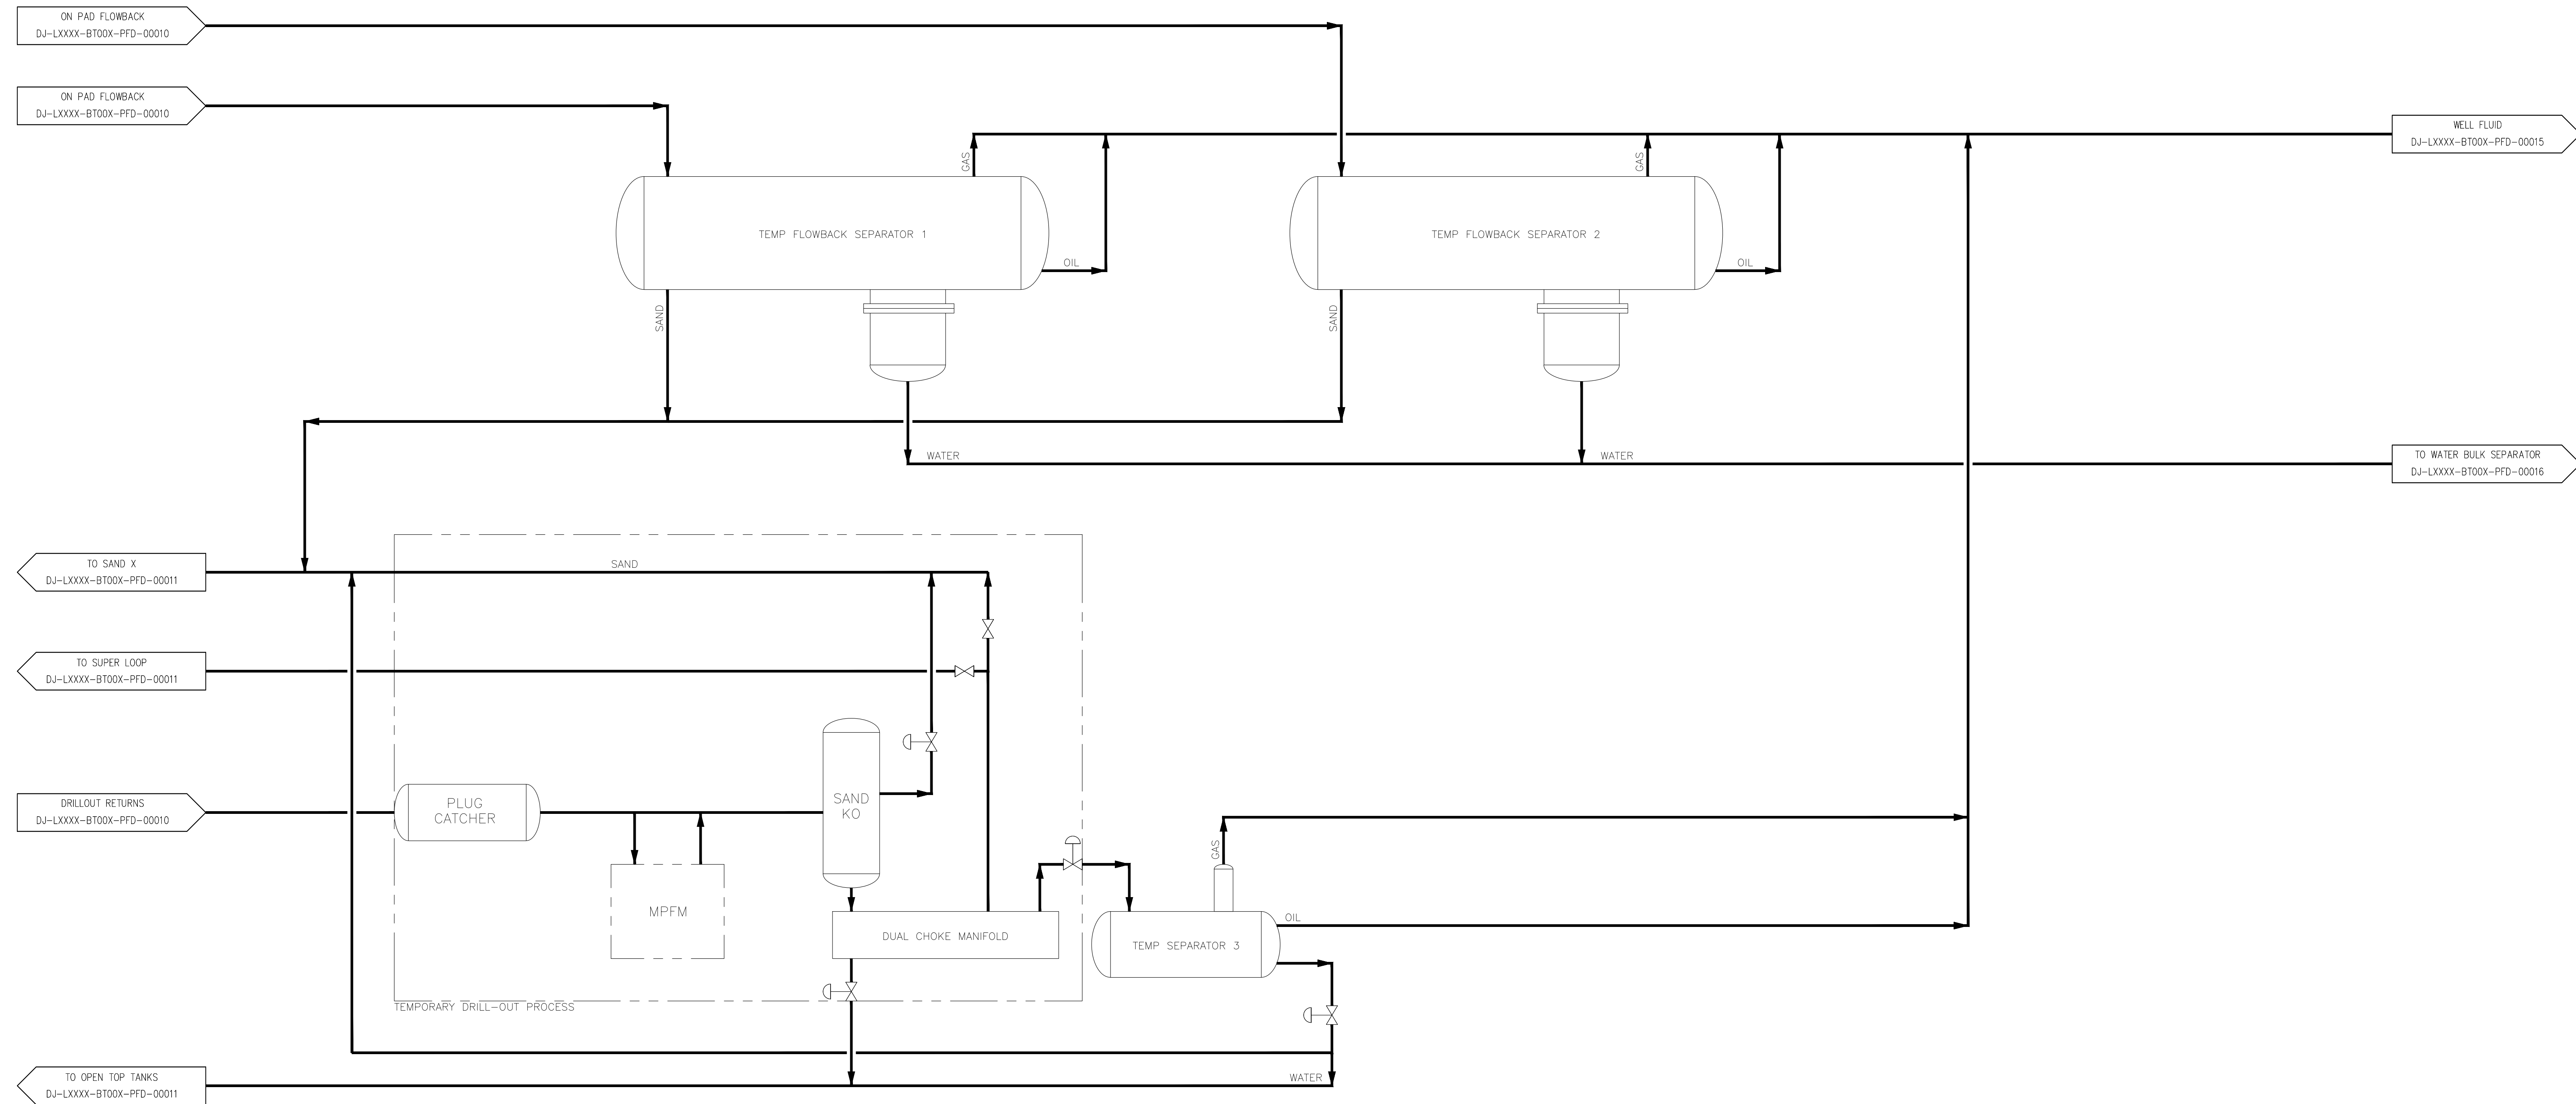 ON PAD FLOWBACK
DJ-LXXXX-BT00X-PFD-00010
ON PAD FLOWBACK
DJ-LXXXX-BT00X-PFD-00010
WELL FLUID
DJ-LXXXX-BT00X-PFD-00015
GAS
GAS
TEMP FLOWBACK SEPARATOR 1
TEMP FLOWBACK SEPARATOR 2
OIL
OIL
SAND
SAND
WATER
WATER
TO WATER BULK SEPARATOR
DJ-LXXXX-BT00X-PFD-00016
TO SAND X
DJ-LXXXX-BT00X-PFD-00011
SAND
TO SUPER LOOP
DJ-LXXXX-BT00X-PFD-00011
DRILLOUT RETURNS
DJ-LXXXX-BT00X-PFD-00010
PLUG
CATCHER
SAND
KO
GAS
MPFM
DUAL CHOKE MANIFOLD
OIL
TEMP SEPARATOR 3
TEMPORARY DRILL-OUT PROCESS
WATER
TO OPEN TOP TANKS
DJ-LXXXX-BT00X-PFD-00011